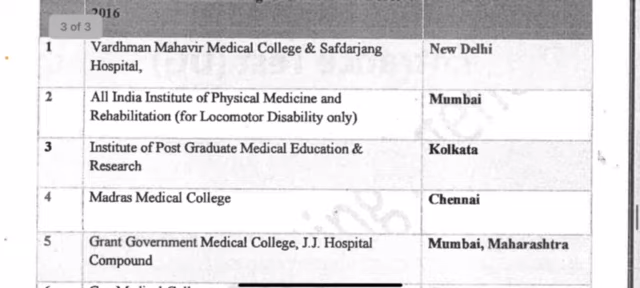 2016
3 of 3
1 Vardhman Mahavir Medical College & Safdarjang New Delhi
Hospital,
2 All India Institute of Physical Medicine and Mumbai
Rehabilitation (for Locomotor Disability only)
3 Institute of Post Graduate Medical Education & Kolkata
Research
4 Madras Medical College Chennai
5 Grant Government Medical College, J.J. Hospital Mumbai, Maharashtra
Compound